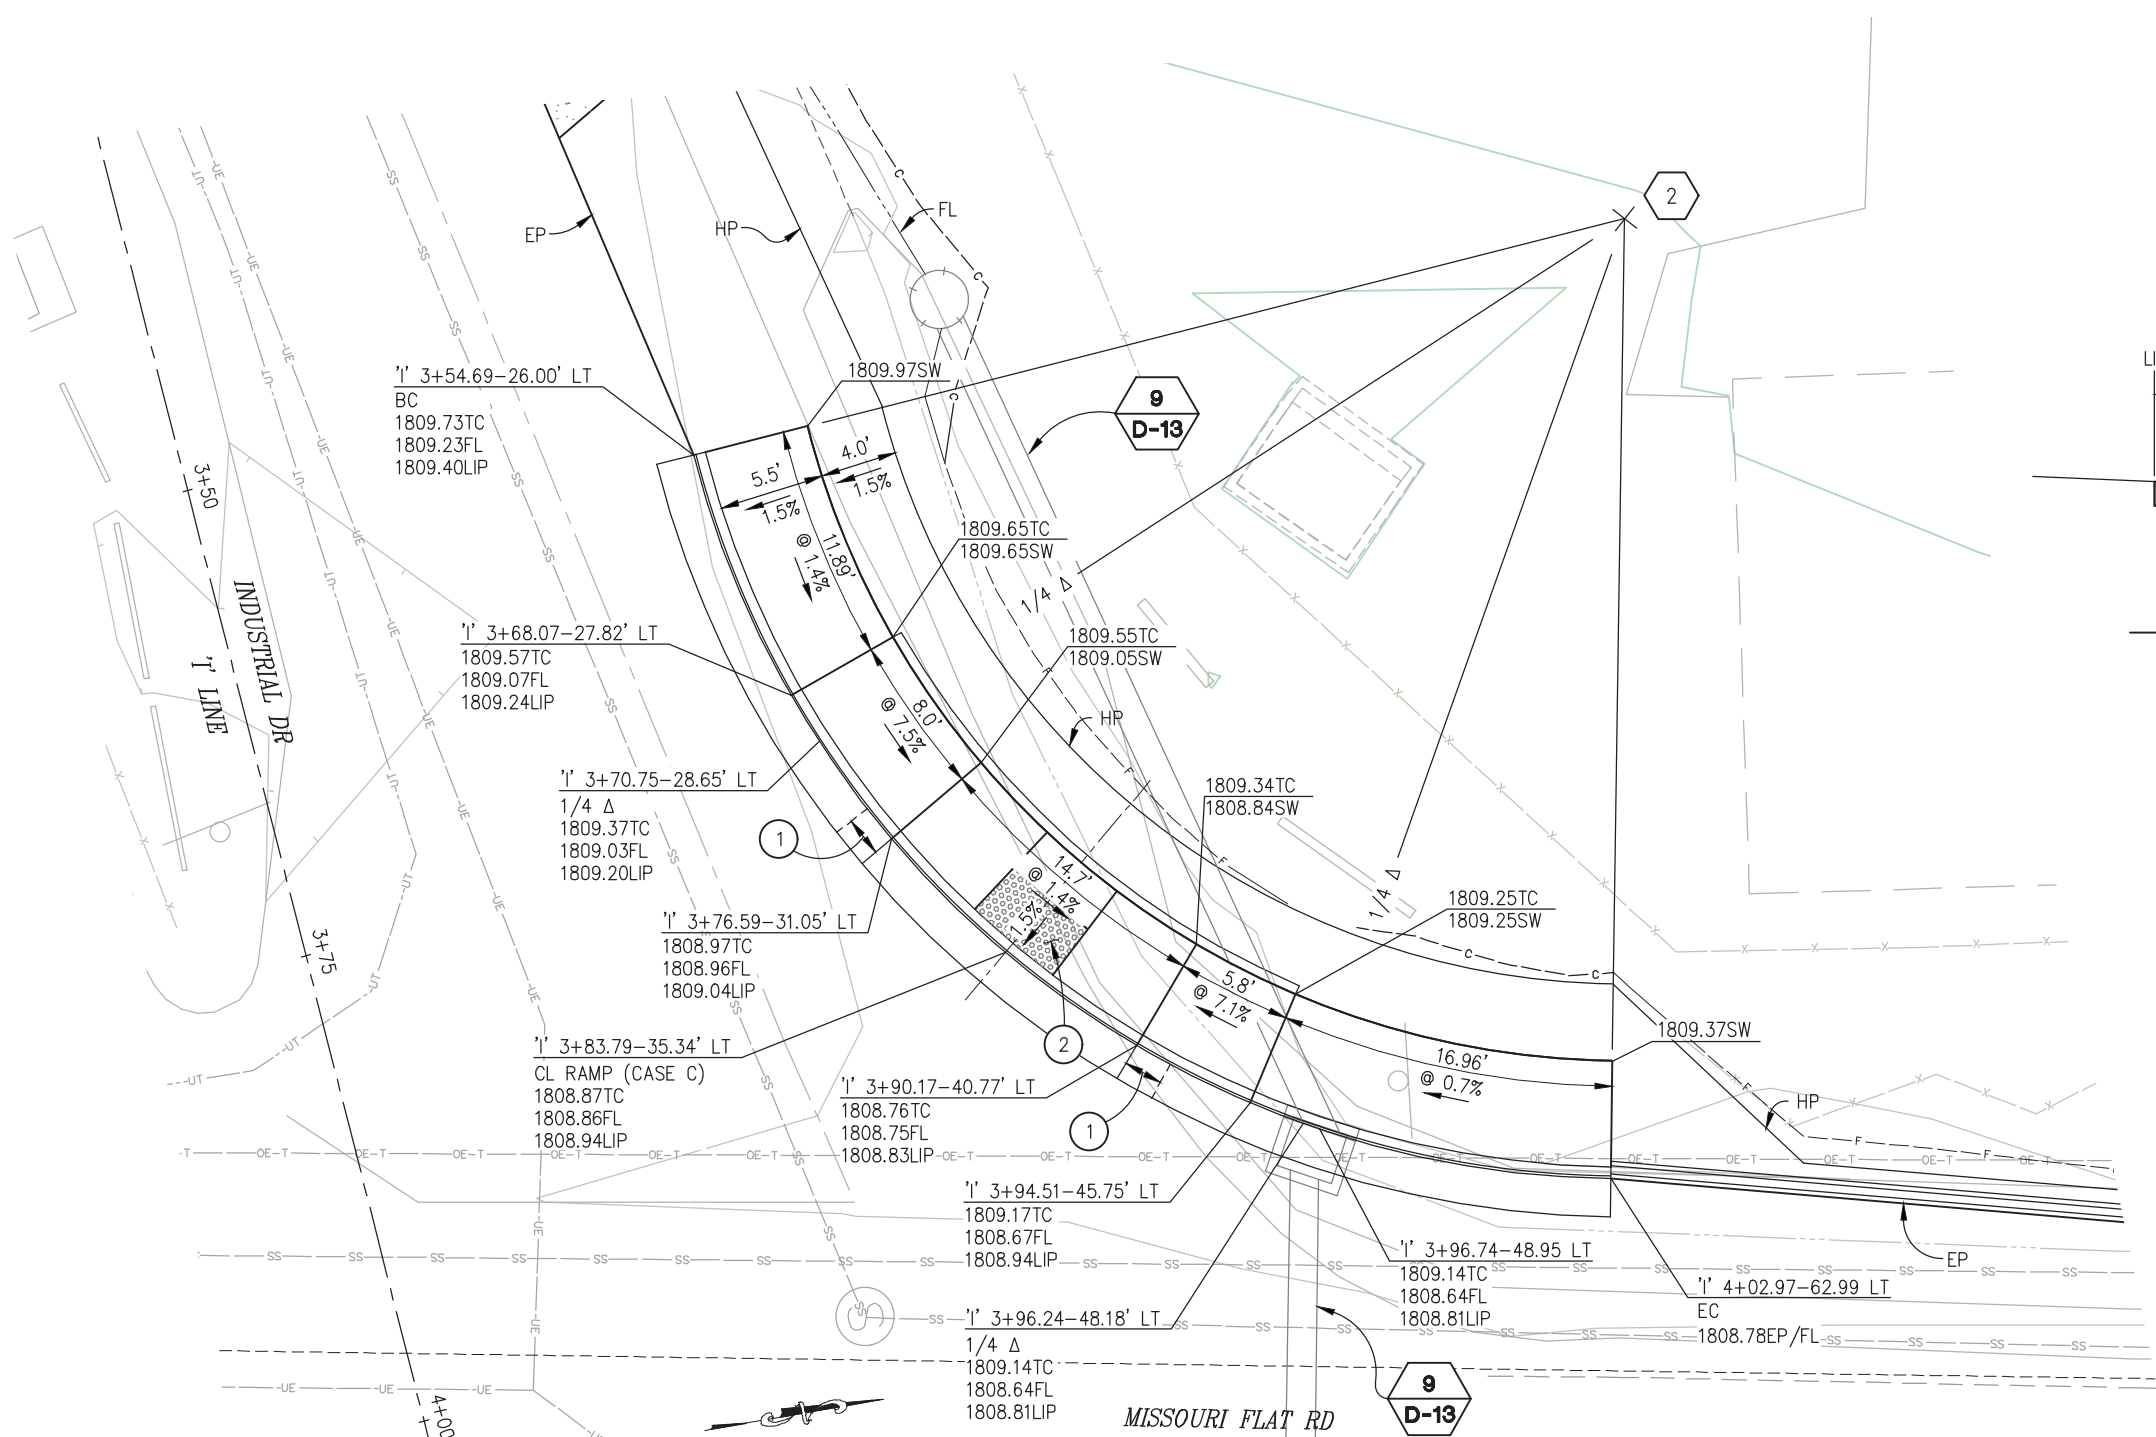 2
FL
HP
EP
'I' 3+54.69-26.00' LT
BC
1809.73TC
1809.23FL
1809.40LIP
1809.97SW
9
D-13
4.0'
1.5%
5.5'
1.5%
11.89'
@ 1.4%
3+50
INDUSTRIAL DR
'I' LINE
1809.65TC
1809.65SW
1/4 Δ
'I' 3+68.07-27.82' LT
1809.57TC
1809.07FL
1809.24LIP
1809.55TC
1809.05SW
8.0'
@ 7.5%
HP
'I' 3+70.75-28.65' LT
1/4 Δ
1809.37TC
1809.03FL
1809.20LIP
1
1809.34TC
1808.84SW
14.7'
@ 1.4%
1.5%
1/4 Δ
1809.25TC
1809.25SW
'I' 3+76.59-31.05' LT
1808.97TC
1808.96FL
1809.04LIP
3+75
5.8'
@ 7.1%
1809.37SW
16.96'
@ 0.7%
'I' 3+83.79-35.34' LT
CL RAMP (CASE C)
1808.87TC
1808.86FL
1808.94LIP
2
'I' 3+90.17-40.77' LT
1808.76TC
1808.75FL
1808.83LIP
1
HP
'I' 3+94.51-45.75' LT
1809.17TC
1808.67FL
1808.94LIP
'I' 3+96.74-48.95 LT
1809.14TC
1808.64FL
1808.81LIP
EP
'I' 4+02.97-62.99 LT
EC
1808.78EP/FL
'I' 3+96.24-48.18' LT
1/4 Δ
1809.14TC
1808.64FL
1808.81LIP
4+00
MISSOURI FLAT RD
9
D-13